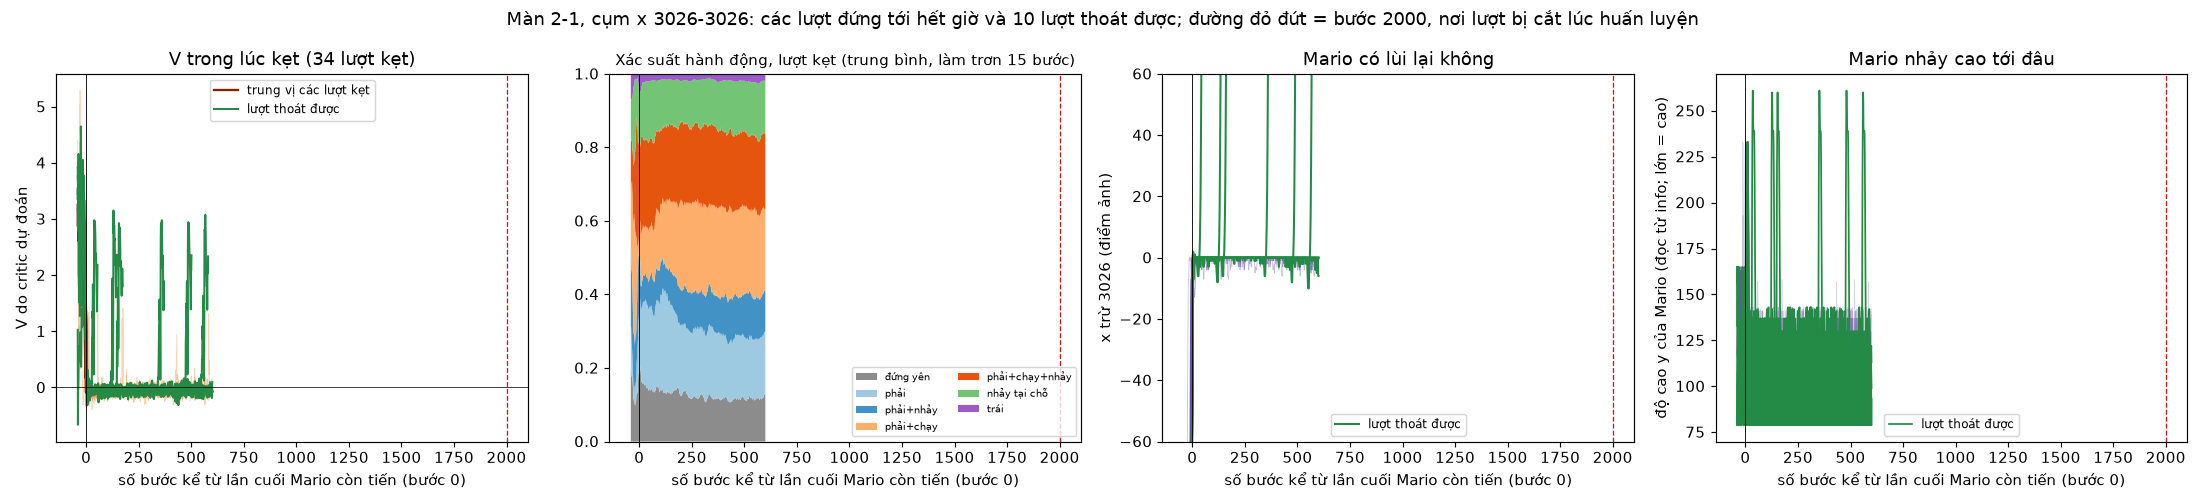 Màn 2-1, cụm x 3026-3026: các lượt đứng tới hết giờ và 10 lượt thoát được; đường đỏ đứt = bước 2000, nơi lượt bị cắt lúc huấn luyện
V trong lúc kẹt (34 lượt kẹt)
V do critic dự đoán
5
4
3
2
1
0
trung vị các lượt kẹt
lượt thoát được
0 250 500 750 1000 1250 1500 1750 2000
số bước kể từ lần cuối Mario còn tiến (bước 0)
Xác suất hành động, lượt kẹt (trung bình, làm trơn 15 bước)
1.0
0.8
0.6
0.4
0.2
0.0
đứng yên
phải
phải+nhảy
phải+chạy
phải+chạy+nhảy
nhảy tại chỗ
trái
0 250 500 750 1000 1250 1500 1750 2000
số bước kể từ lần cuối Mario còn tiến (bước 0)
Mario có lùi lại không
x trừ 3026 (điểm ảnh)
60
40
20
0
−20
−40
−60
lượt thoát được
0 250 500 750 1000 1250 1500 1750 2000
số bước kể từ lần cuối Mario còn tiến (bước 0)
Mario nhảy cao tới đâu
độ cao y của Mario (đọc từ info; lớn = cao)
250
225
200
175
150
125
100
75
lượt thoát được
0 250 500 750 1000 1250 1500 1750 2000
số bước kể từ lần cuối Mario còn tiến (bước 0)